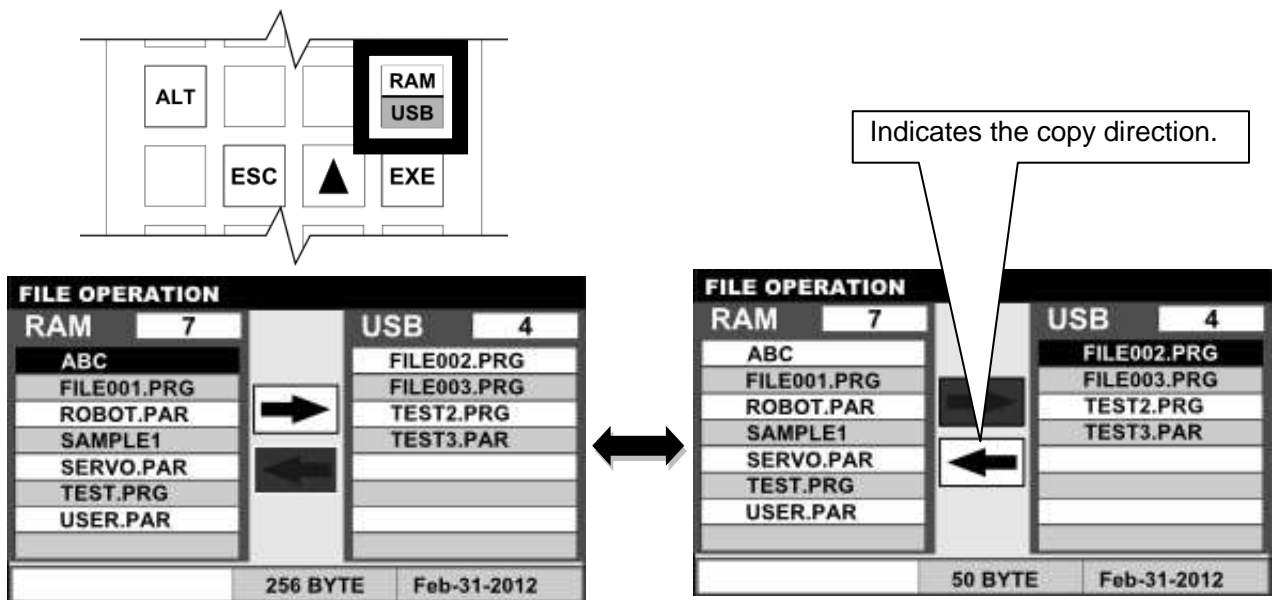 ALT
RAM
USB
ESC
EXE
Indicates the copy direction.
FILE OPERATION
RAM 7 USB 4
ABC FILE002.PRG
FILE001.PRG FILE003.PRG
ROBOT.PAR TEST2.PRG
SAMPLE1 TEST3.PAR
SERVO.PAR
TEST.PRG
USER.PAR
256 BYTE Feb-31-2012
FILE OPERATION
RAM 7 USB 4
ABC FILE002.PRG
FILE001.PRG FILE003.PRG
ROBOT.PAR TEST2.PRG
SAMPLE1 TEST3.PAR
SERVO.PAR
TEST.PRG
USER.PAR
50 BYTE Feb-31-2012